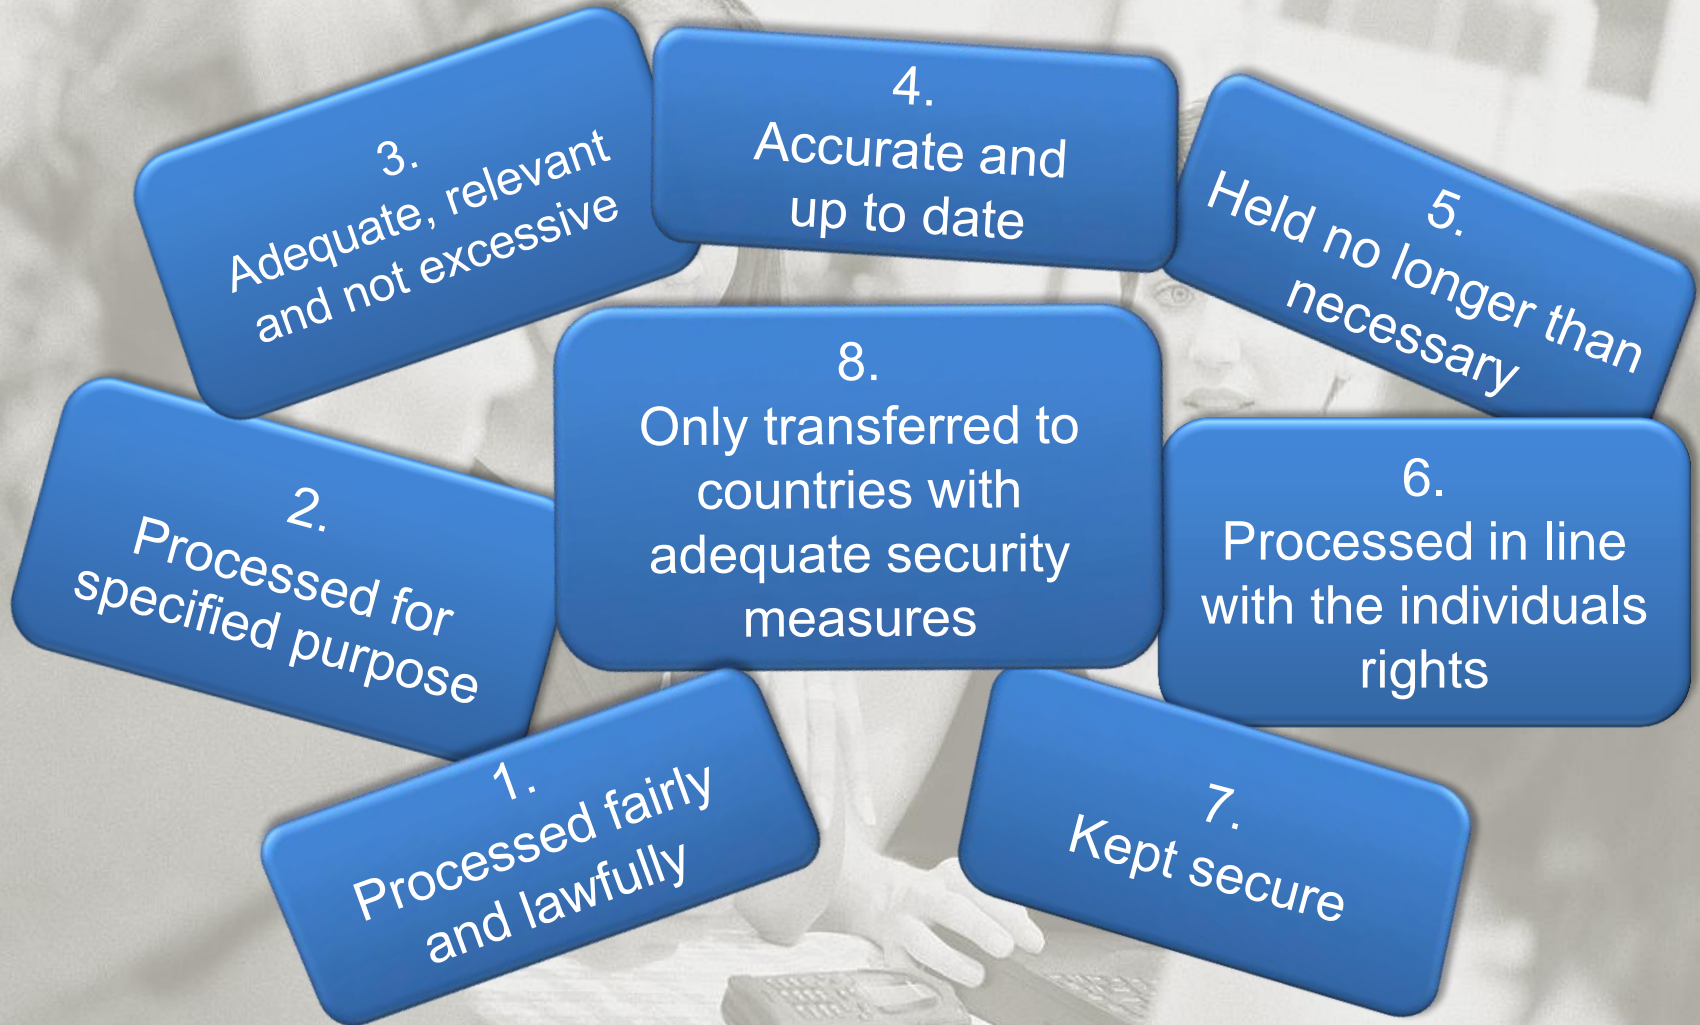 3.
Adequate, relevant
and not excessive
4.
Accurate and
up to date
5.
Held no longer than
necessary
2.
Processed for
specified purpose
8.
Only transferred to
countries with
adequate security
measures
6.
Processed in line
with the individuals
rights
1.
Processed fairly
and lawfully
7.
Kept secure